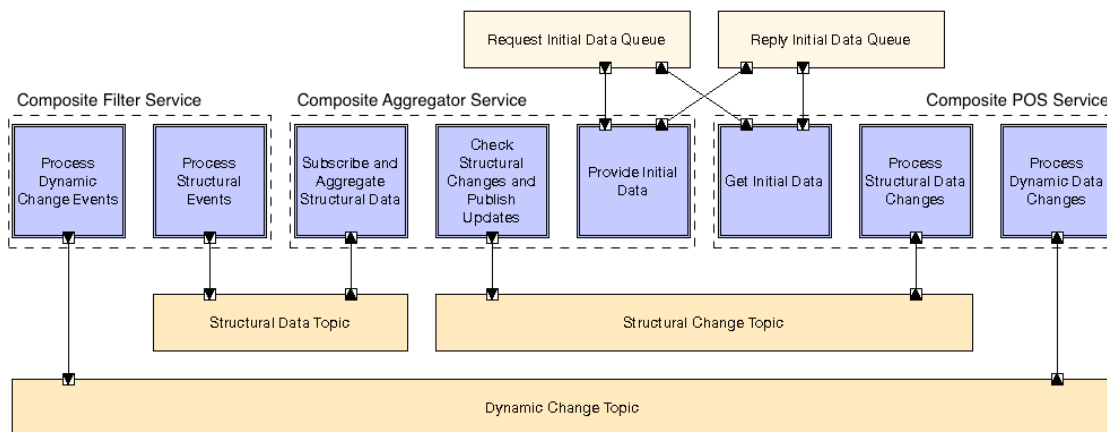 Request Initial Data Queue
Reply Initial Data Queue
Composite Filter Service
Composite Aggregator Service
Composite POS Service
Process
Dynamic
Change Events
Process
Structural
Events
Subscribe and
Aggregate
Structural Data
Check
Structural
Changes and
Publish
Updates
Provide Initial
Data
Get Initial Data
Process
Structural Data
Changes
Process
Dynamic Data
Changes
Structural Data Topic
Structural Change Topic
Dynamic Change Topic